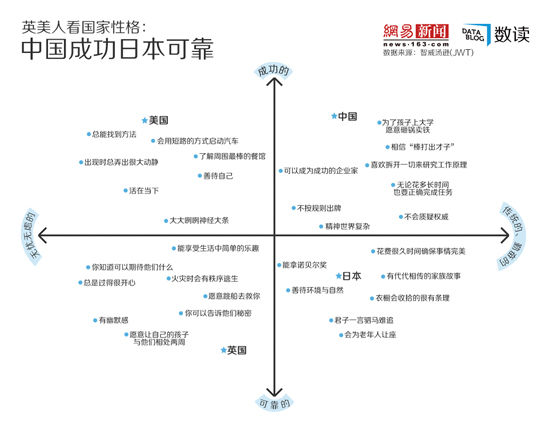 英美人看国家性格:
中国成功日本可靠
網易 新闻
news·163.com
DATA
BLOG
数读
数据来源：智威汤逊(JWT)
成功的
美国
中国
总能找到方法
会用短路的方式启动汽车
为了孩子上大学
愿意砸锅卖铁
相信“棒打出才子”
了解周围最棒的餐馆
出现时总弄出很大动静
喜欢拆开一切来研究工作原理
可以成为成功的企业家
善待自己
无论花多长时间
也要正确完成任务
活在当下
不按规则出牌
不会质疑权威
大大咧咧神经大条
精神世界复杂
无忧无虑的
传统的，勤奋的
能享受生活中简单的乐趣
花费很久时间确保事情完美
你知道可以期待他们什么
能拿诺贝尔奖
日本
总是过得很开心
火灾时会有秩序逃生
有代代相传的家族故事
愿意翘船去救你
善待环境与自然
衣橱会收拾的很有条理
有幽默感
你可以告诉他们秘密
君子一言驷马难追
愿意让自己的孩子
与他们相处两周
会为老年人让座
英国
可靠的